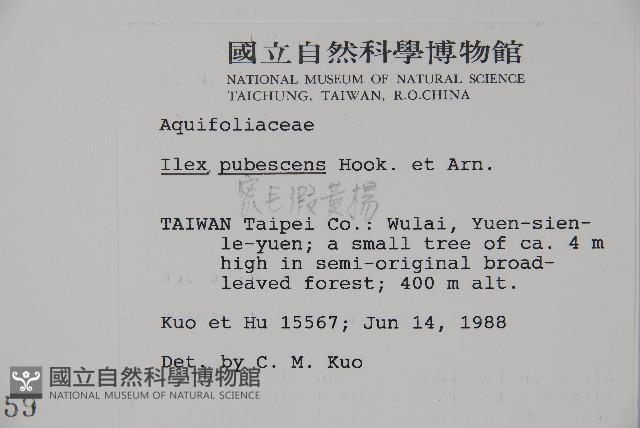 國立自然科學博物館
NATIONAL MUSEUM OF NATURAL SCIENCE
TAICHUNG, TAIWAN, R.O.CHINA
Aquifoliaceae
Ilex pubescens Hook. et Arn.
密毛假黃楊
TAIWAN Taipei Co.: Wulai, Yuen-sien-
le-yuen; a small tree of ca. 4 m
high in semi-original broad-
leaved forest; 400 m alt.
Kuo et Hu 15567; Jun 14, 1988
Det. by C. M. Kuo
國立自然科學博物館
NATIONAL MUSEUM OF NATURAL SCIENCE
59